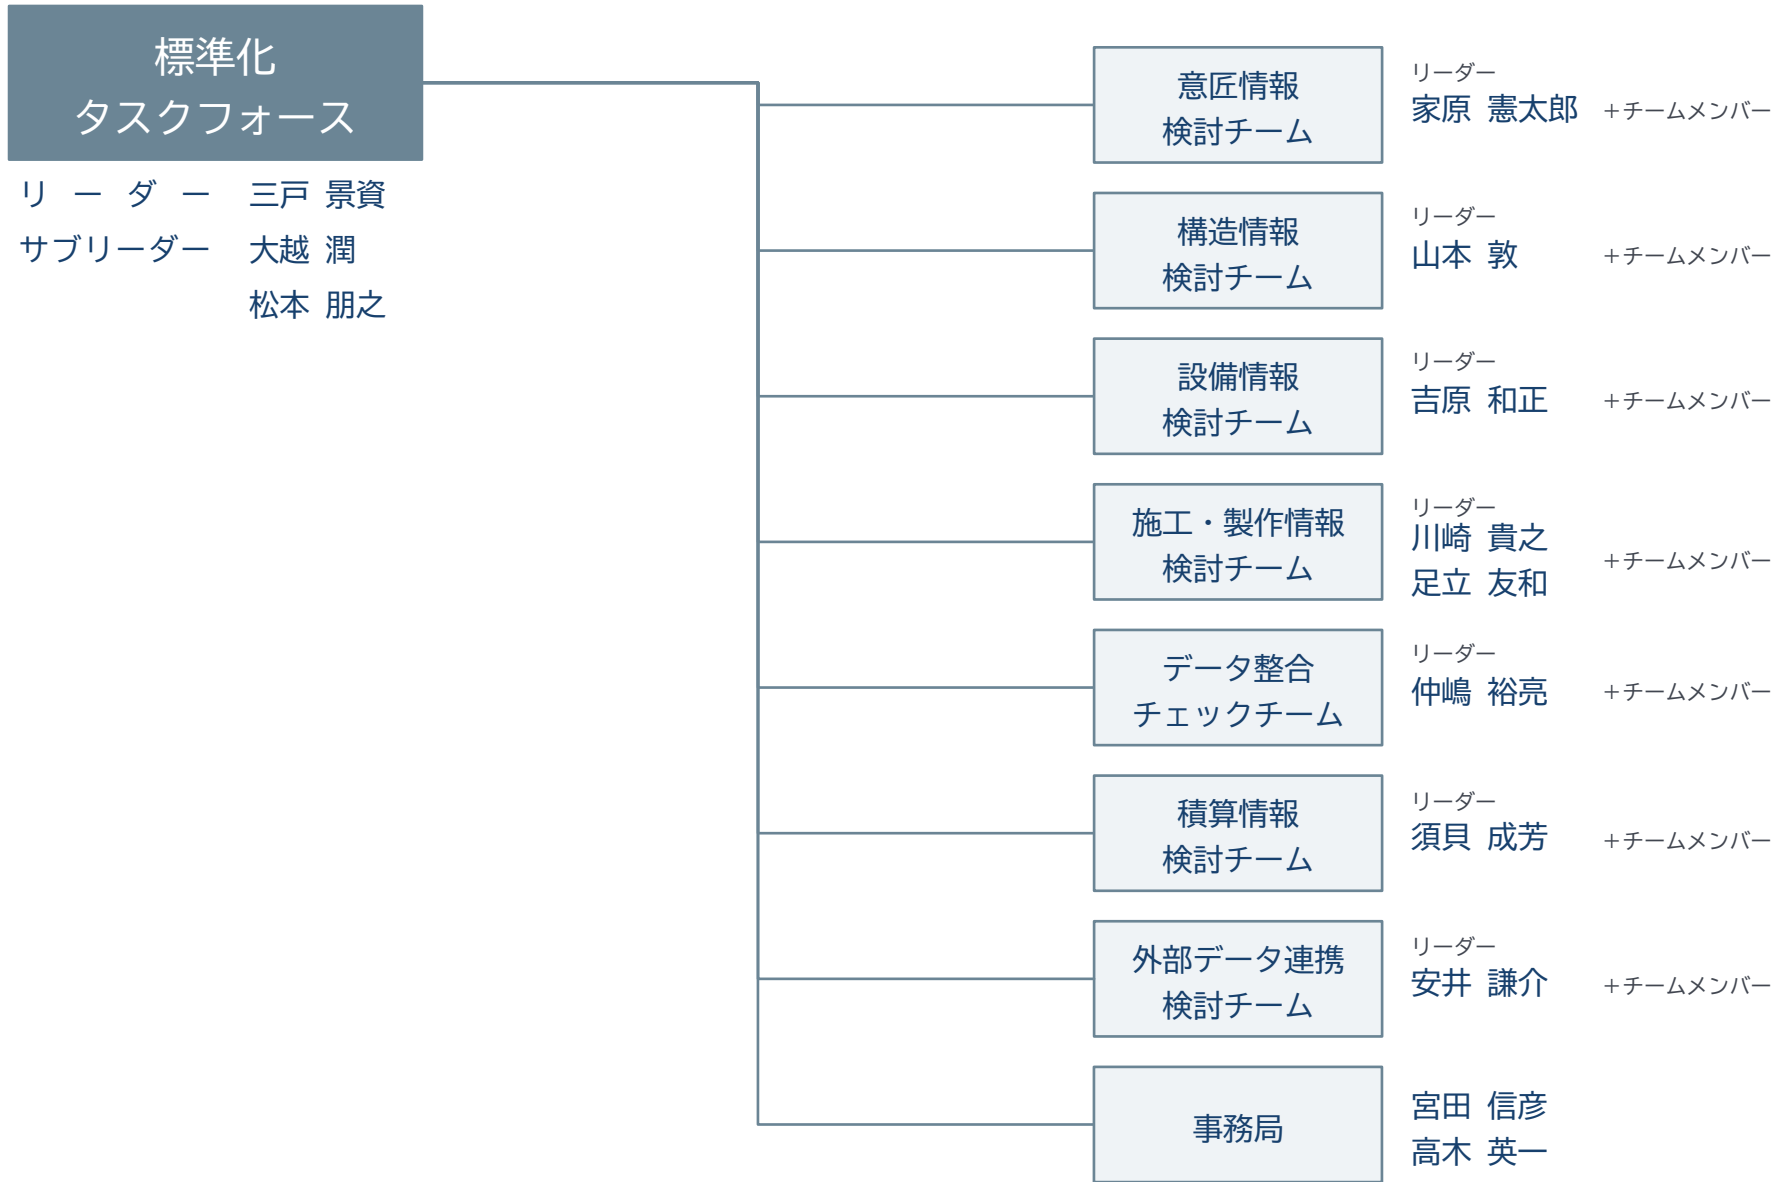 標準化
タスクフォース
リーダー 三戸 景資
サブリーダー 大越 潤
松本 朋之
意匠情報
検討チーム
リーダー
家原 憲太郎 +チームメンバー
構造情報
検討チーム
リーダー
山本 敦 +チームメンバー
設備情報
検討チーム
リーダー
吉原 和正 +チームメンバー
施工・製作情報
検討チーム
リーダー
川崎 貴之
足立 友和
+チームメンバー
データ整合
チェックチーム
リーダー
仲嶋 裕亮 +チームメンバー
積算情報
検討チーム
リーダー
須貝 成芳 +チームメンバー
外部データ連携
検討チーム
リーダー
安井 謙介 +チームメンバー
事務局
宮田 信彦
高木 英一